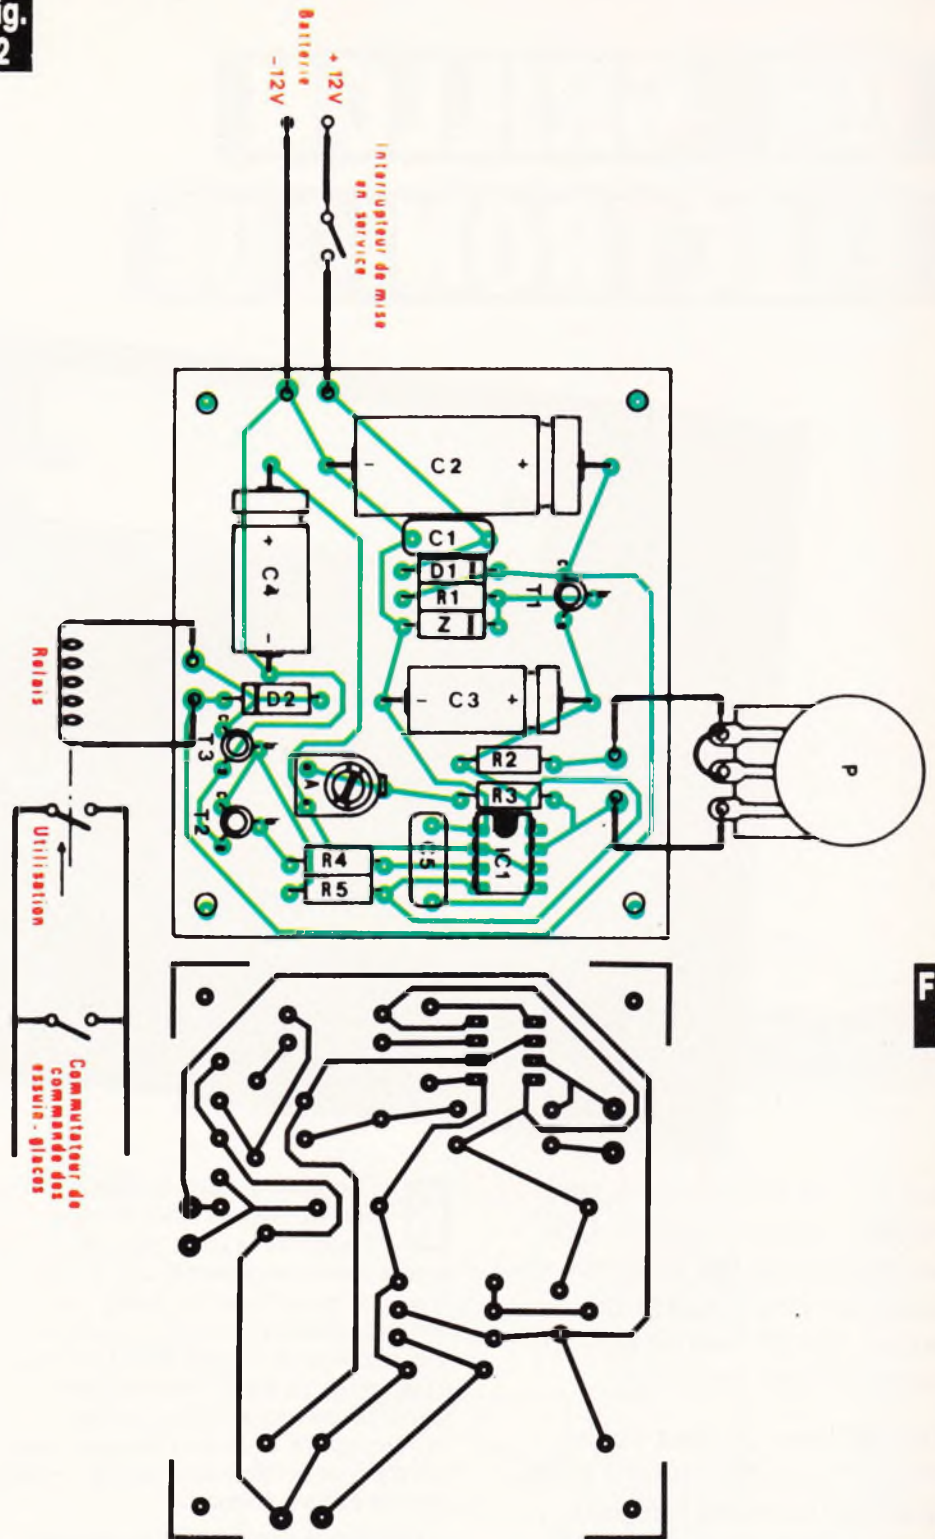 ig.
2
Batterie
-12V
+12V
Interrupteur de mise
en service
C2
-
+
C1
D1
R1
Z
T1
c
b
e
C4
+
-
C3
-
+
D2
T3
c
b
e
T2
c
b
e
A
R2
R3
R4
R5
C5
IC1
P
Relais
Utilisation
Commutateur de
commande des
essuie-glaces
F